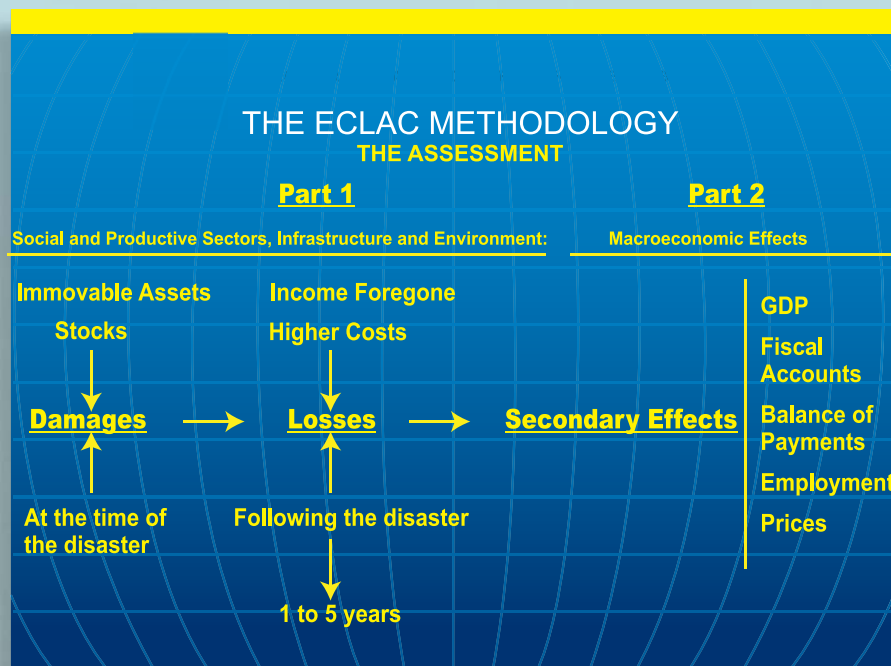 THE ECLAC METHODOLOGY
THE ASSESSMENT
Part 1
Part 2
Social and Productive Sectors, Infrastructure and Environment:
Macroeconomic Effects
Immovable Assets
Stocks
Income Foregone
Higher Costs
GDP
Fiscal
Accounts
Damages
Losses
Secondary Effects
Balance of
Payments
Employment
Prices
At the time of
the disaster
Following the disaster
1 to 5 years